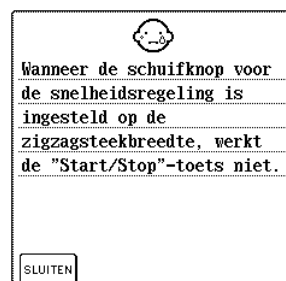 Wanneer de schuifknop voor
de snelheidsregeling is
ingesteld op de
zigzagsteekbreedte, werkt
de "Start/Stop"-toets niet.
SLUITEN